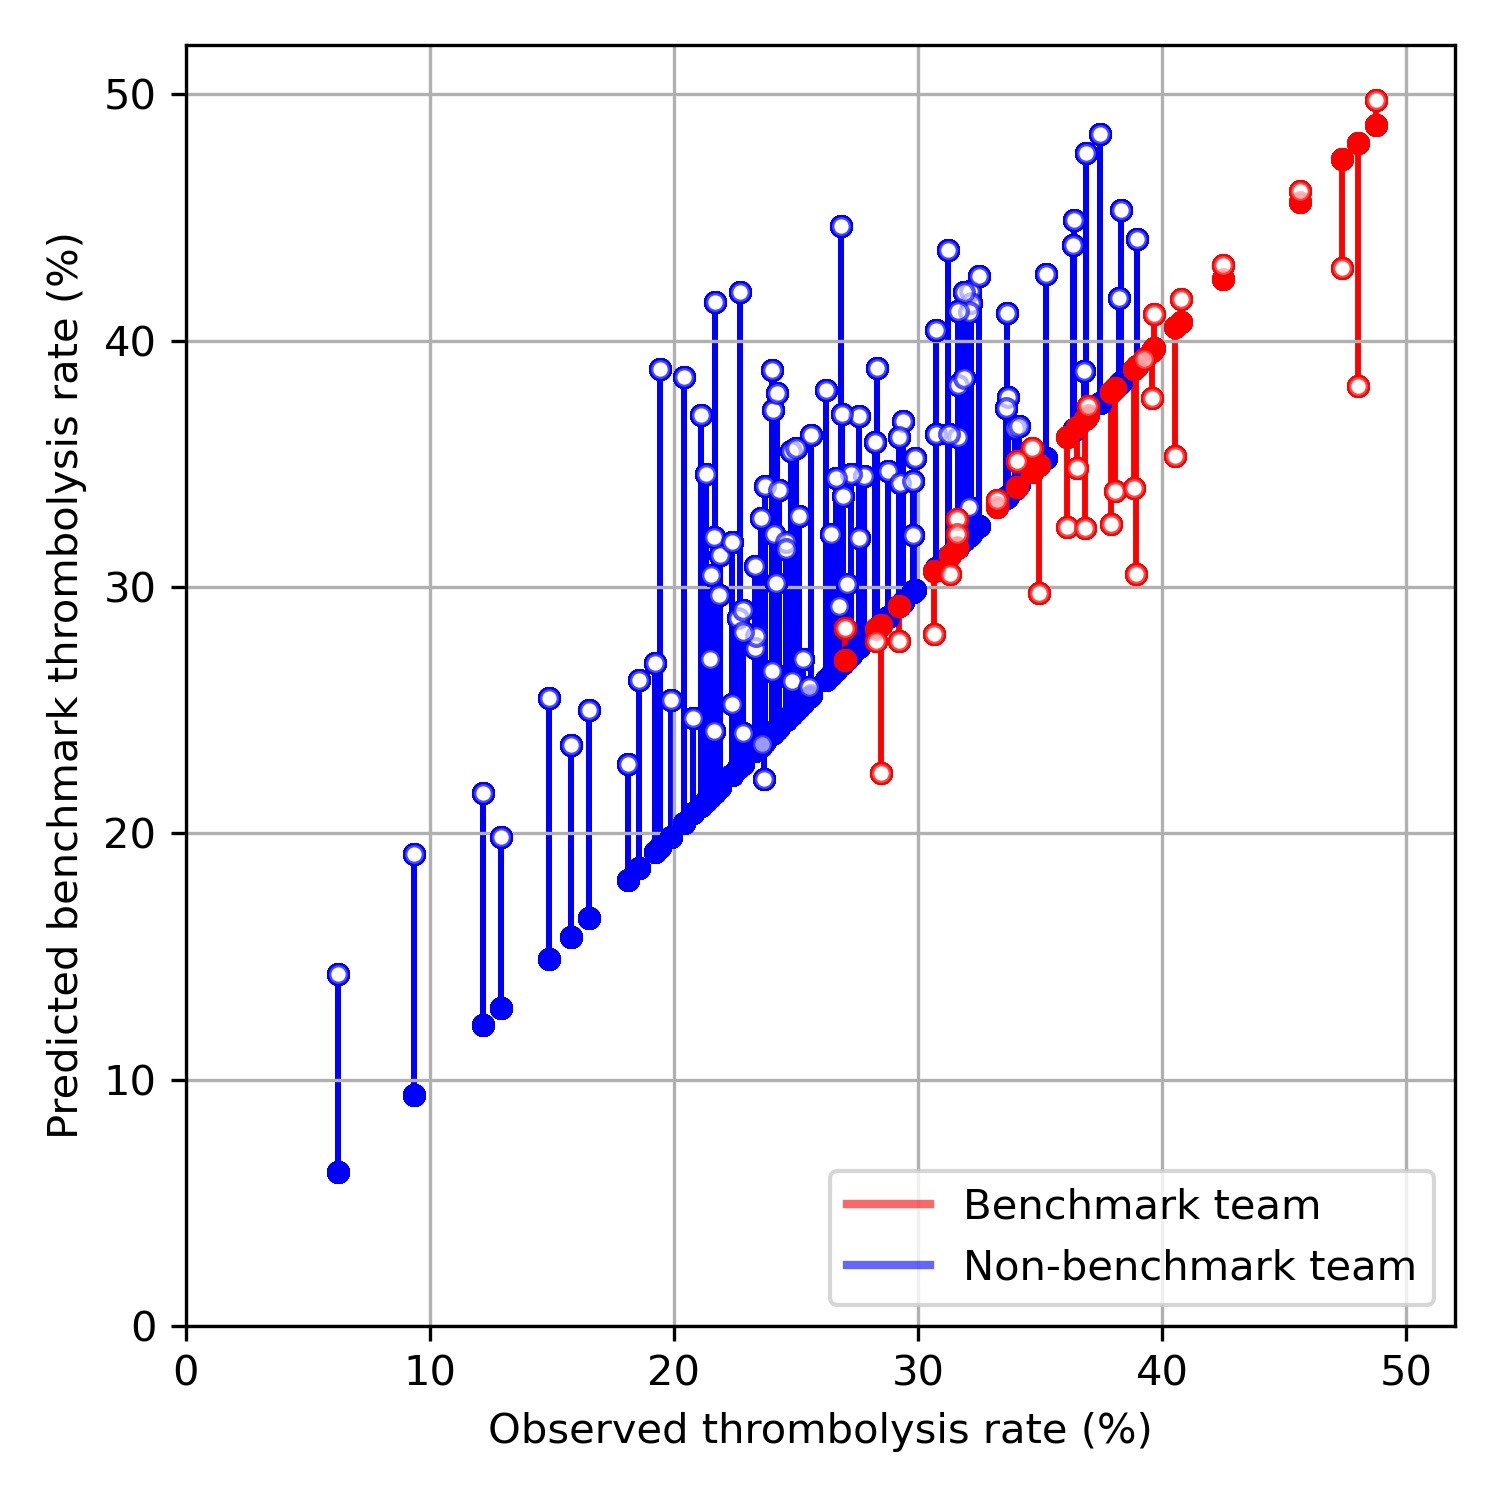 Predicted benchmark thrombolysis rate (%)
50
40
30
20
10
0
0 10 20 30 40 50
Observed thrombolysis rate (%)
Benchmark team
Non-benchmark team